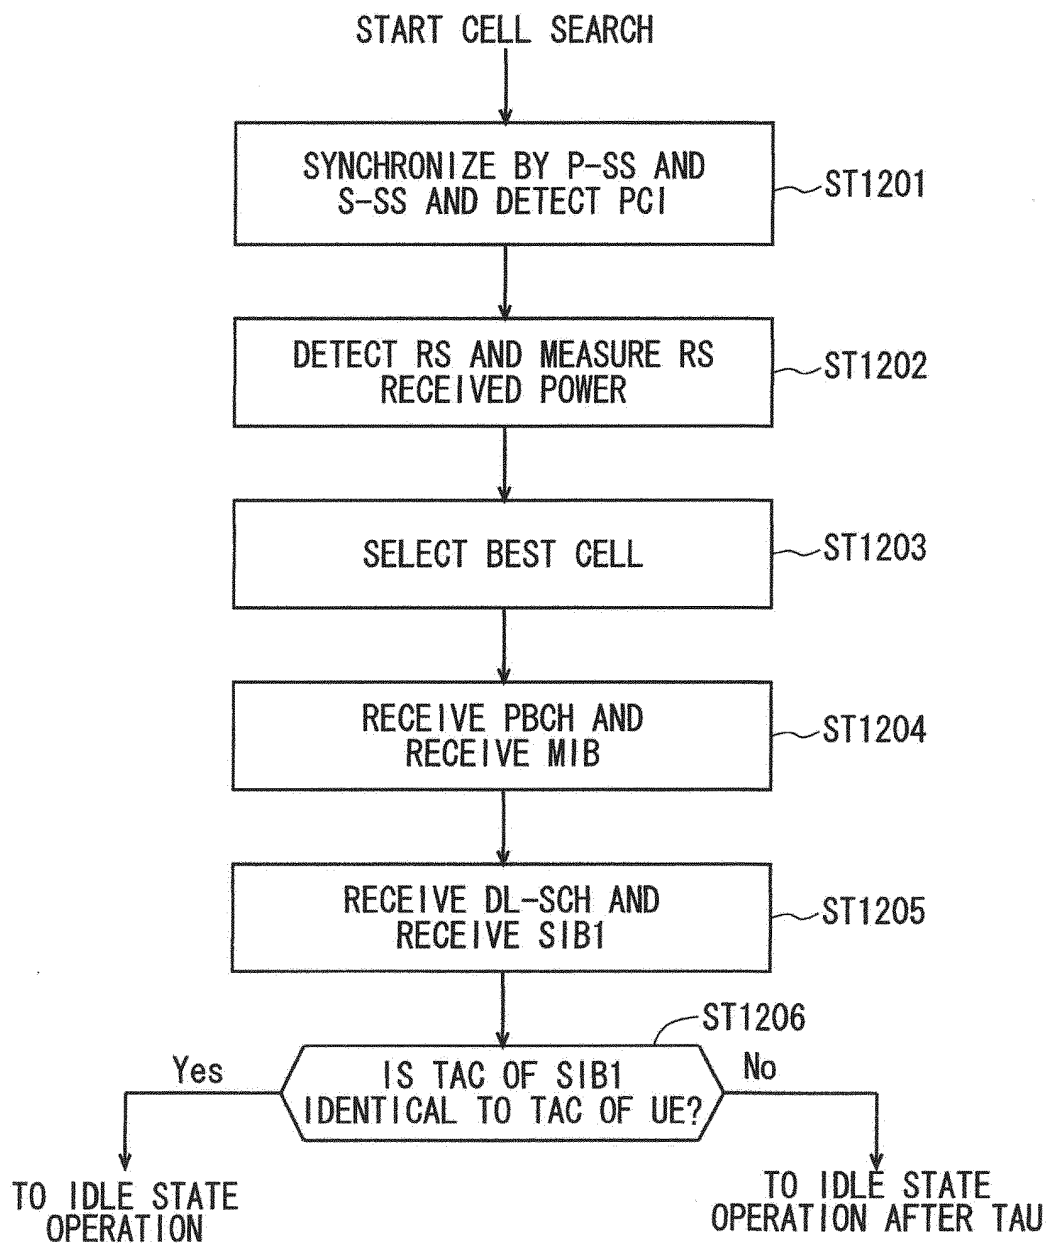 START CELL SEARCH
SYNCHRONIZE BY P-SS AND
S-SS AND DETECT PCI
ST1201
DETECT RS AND MEASURE RS
RECEIVED POWER
ST1202
SELECT BEST CELL
ST1203
RECEIVE PBCH AND
RECEIVE MIB
ST1204
RECEIVE DL-SCH AND
RECEIVE SIB1
ST1205
ST1206
IS TAC OF SIB1
IDENTICAL TO TAC OF UE?
Yes
No
TO IDLE STATE
OPERATION
TO IDLE STATE
OPERATION AFTER TAU